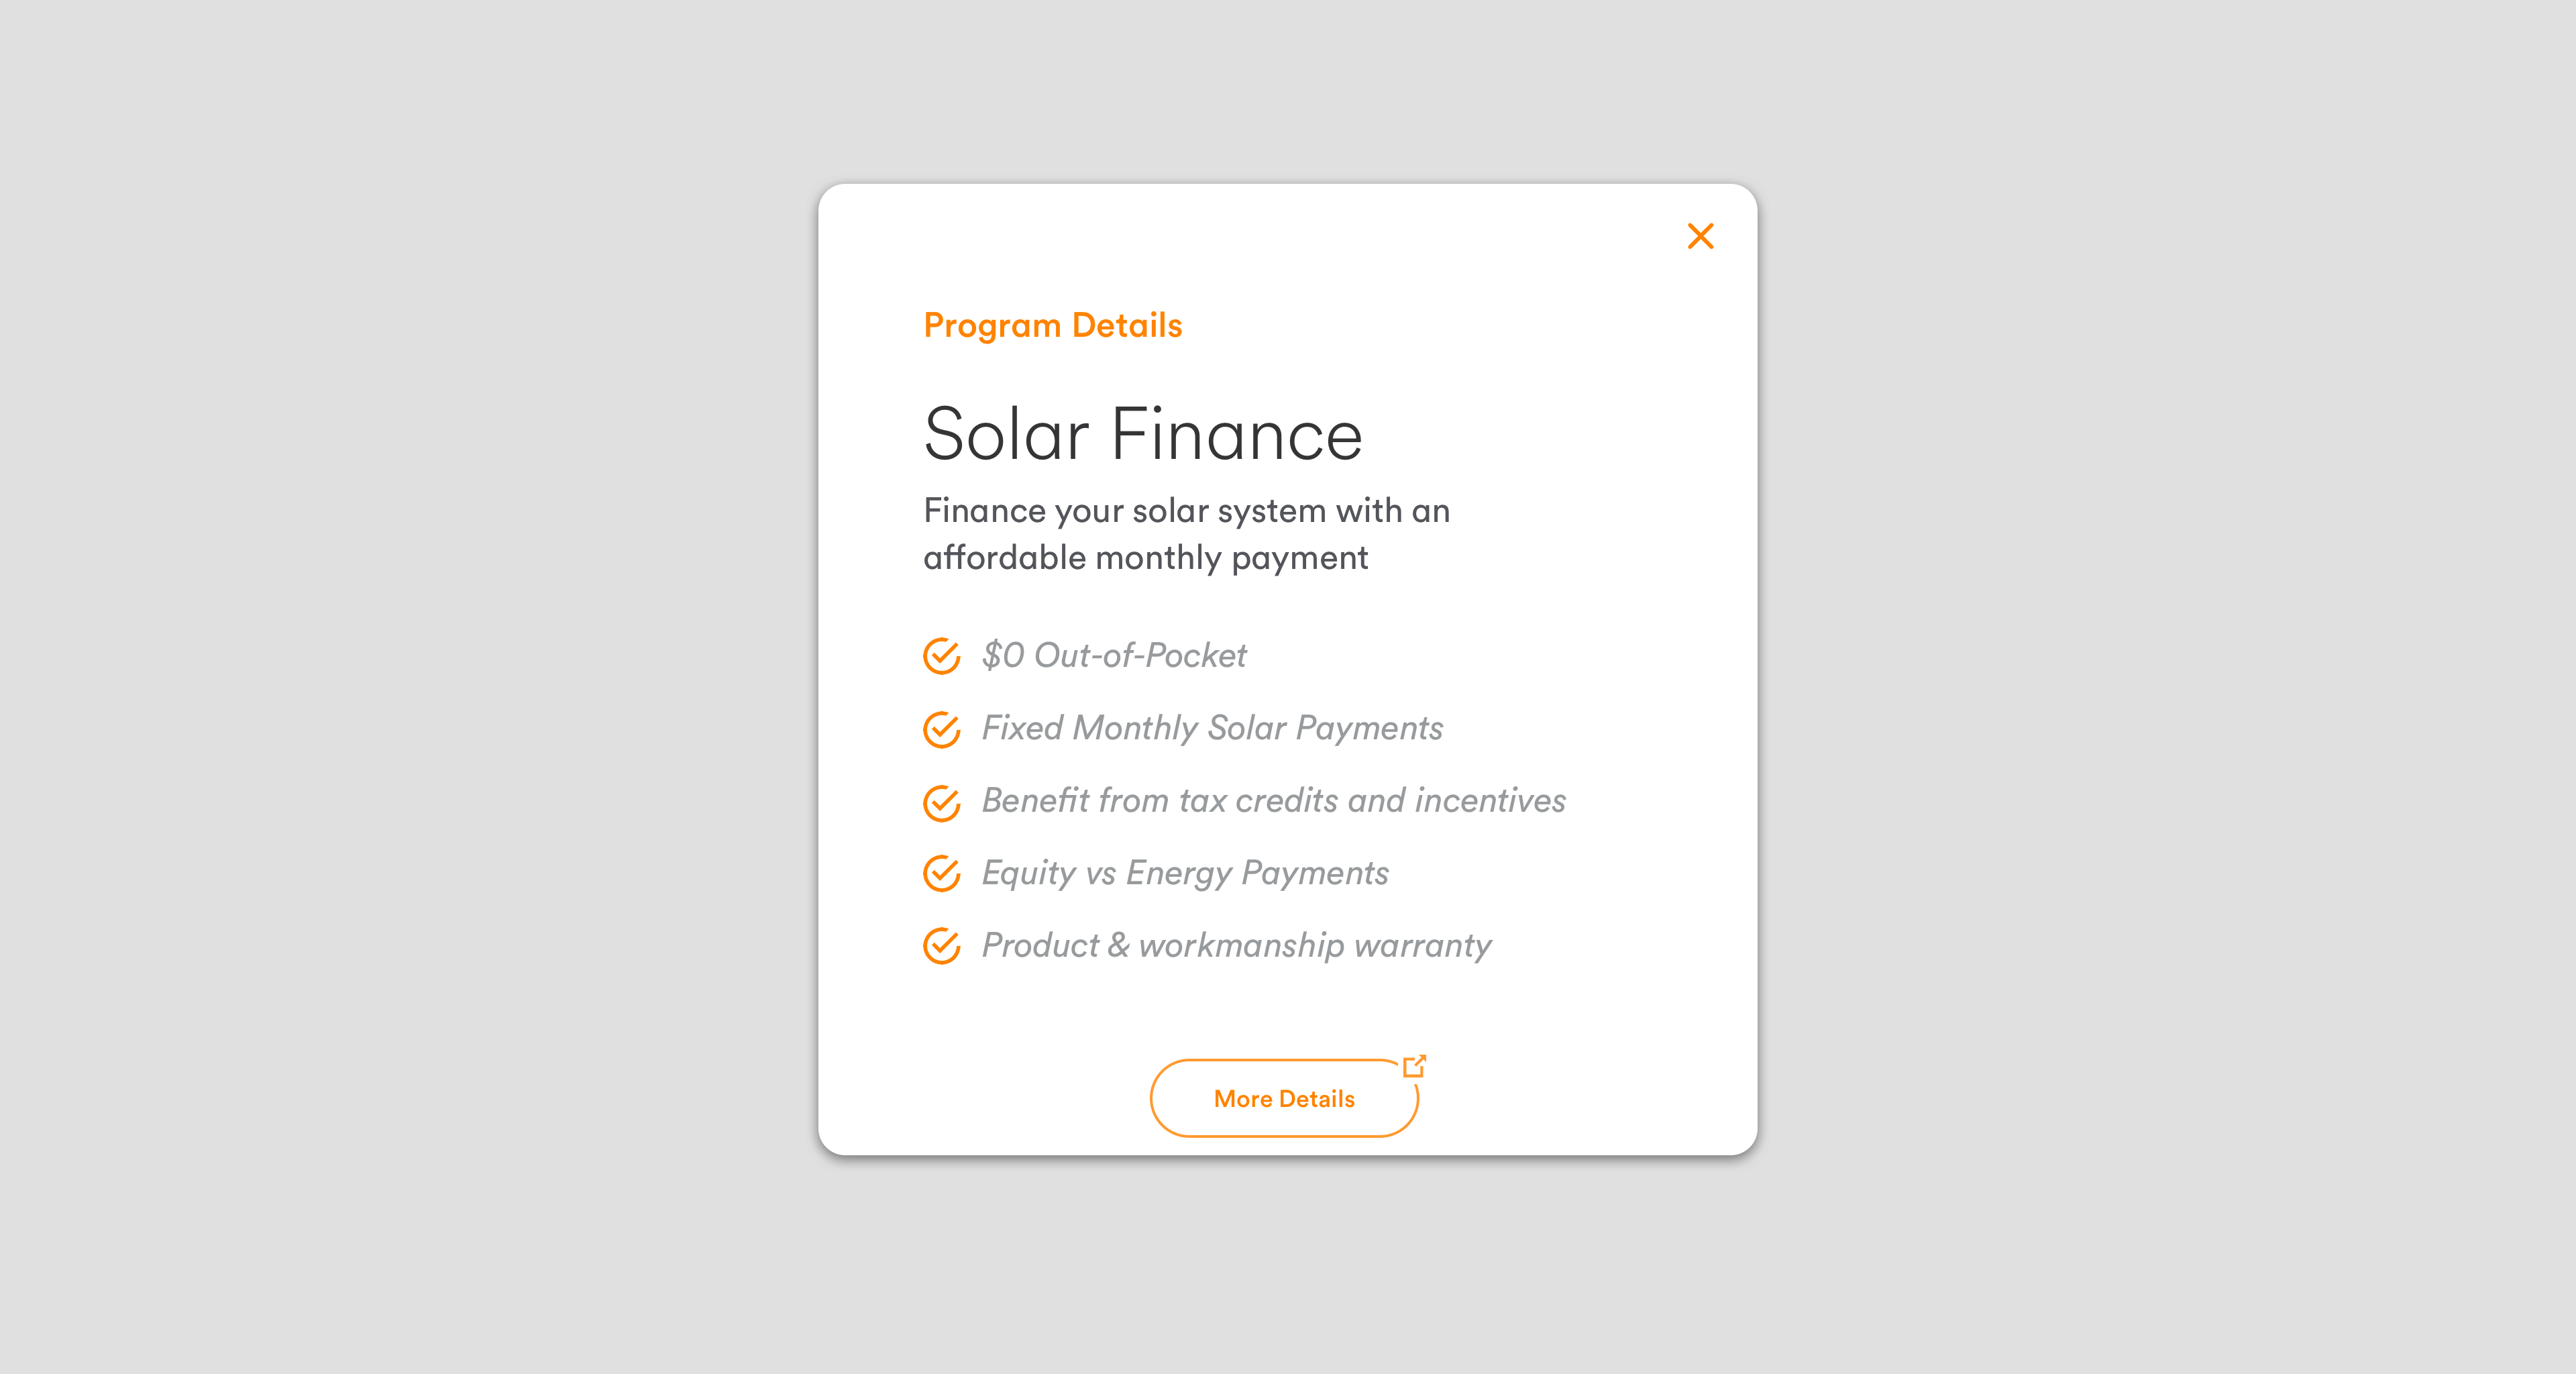 Program Details
Solar Finance
Finance your solar system with an
affordable monthly payment
$0 Out-of-Pocket
Fixed Monthly Solar Payments
Benefit from tax credits and incentives
Equity vs Energy Payments
Product & workmanship warranty
More Details